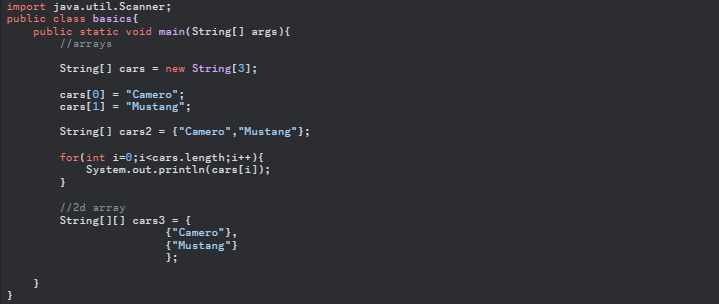 import java.util.Scanner;
public class basics{
    public static void main(String[] args){
        //arrays

        String[] cars = new String[3];

        cars[0] = "Camero";
        cars[1] = "Mustang";

        String[] cars2 = {"Camero","Mustang"};

        for(int i=0;i<cars.length;i++){
            System.out.println(cars[i]);
        }

        //2d array
        String[][] cars3 = {
                        {"Camero"},
                        {"Mustang"}
                        };

    }
}